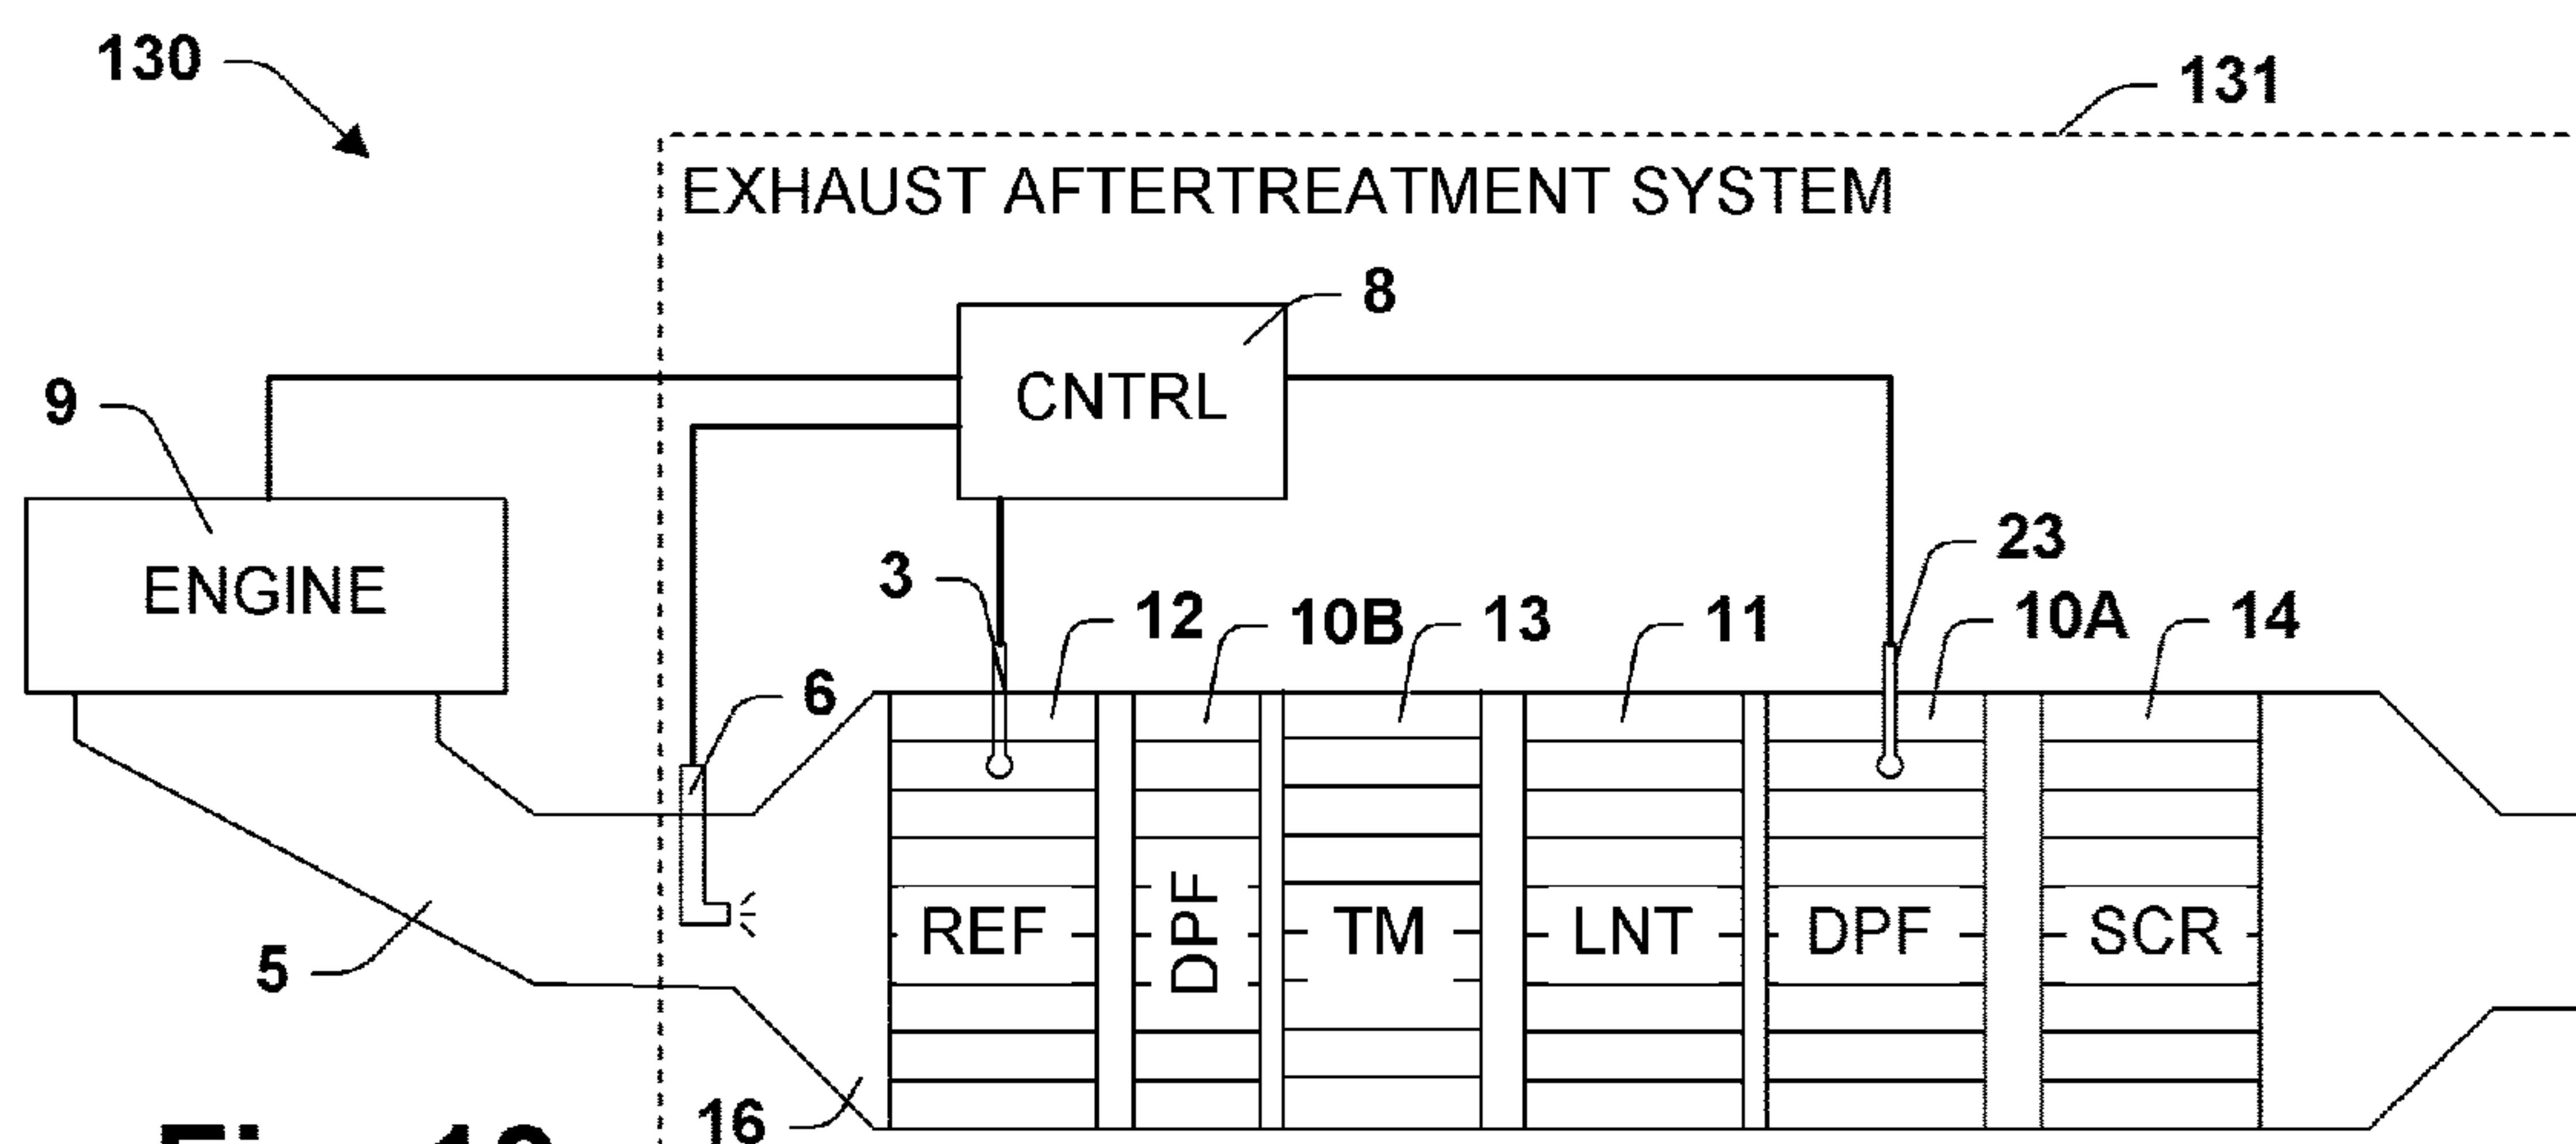 130
131
EXHAUST AFTERTREATMENT SYSTEM
8
CNTRL
9
ENGINE
3
12
10B
13
11
23
10A
14
6
5
REF
DPF
TM
LNT
DPF
SCR
16